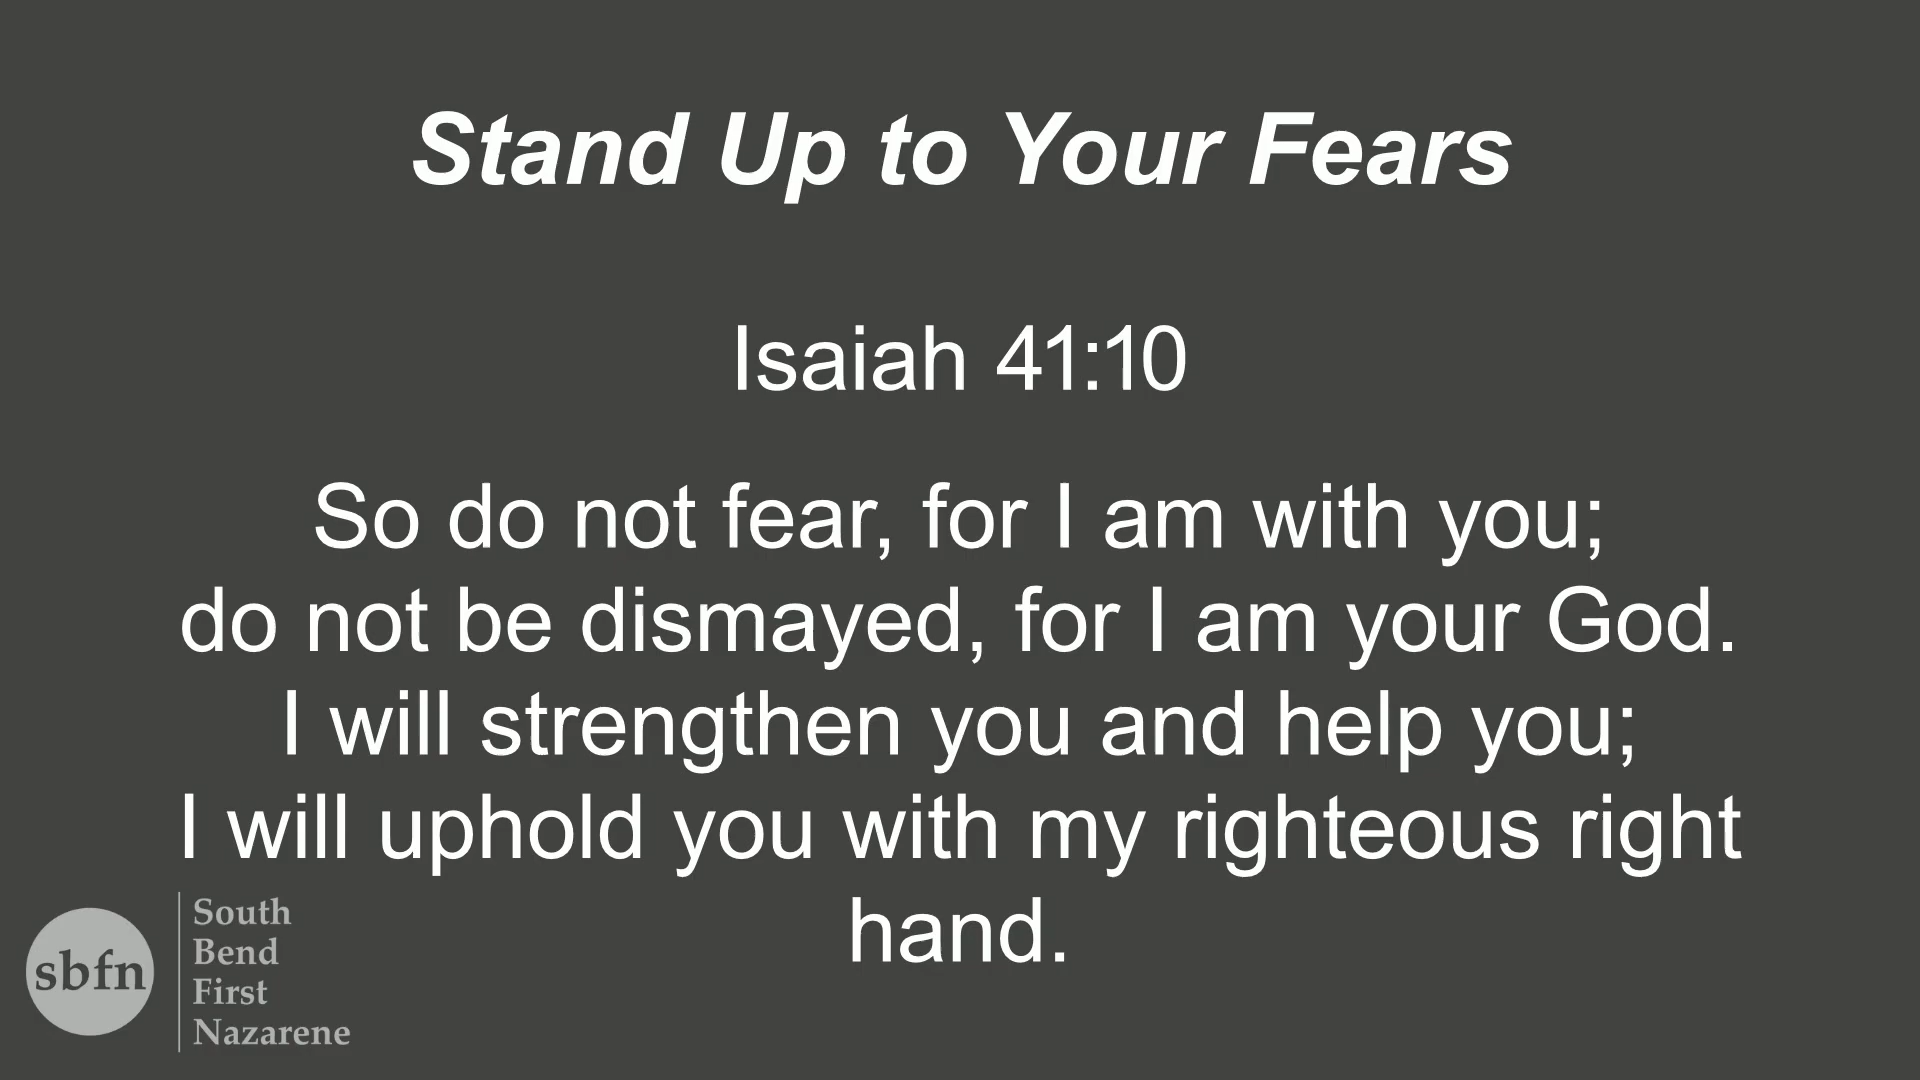 Stand Up to Your Fears
Isaiah 41:10
So do not fear, for I am with you;
do not be dismayed, for I am your God.
I will strengthen you and help you;
I will uphold you with my righteous right
hand.
sbfn
South
Bend
First
Nazarene